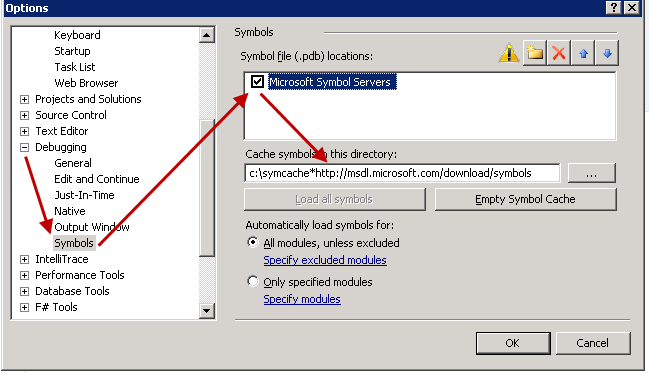 Options
Keyboard
Startup
Task List
Web Browser
Projects and Solutions
Source Control
Text Editor
Debugging
General
Edit and Continue
Just-In-Time
Native
Output Window
Symbols
IntelliTrace
Performance Tools
Database Tools
F# Tools
Symbols
Symbol file (.pdb) locations:
Microsoft Symbol Servers
Cache symbols in this directory:
c:\symcache*http://msdl.microsoft.com/download/symbols
...
Load all symbols
Empty Symbol Cache
Automatically load symbols for:
All modules, unless excluded
Specify excluded modules
Only specified modules
Specify modules
OK
Cancel